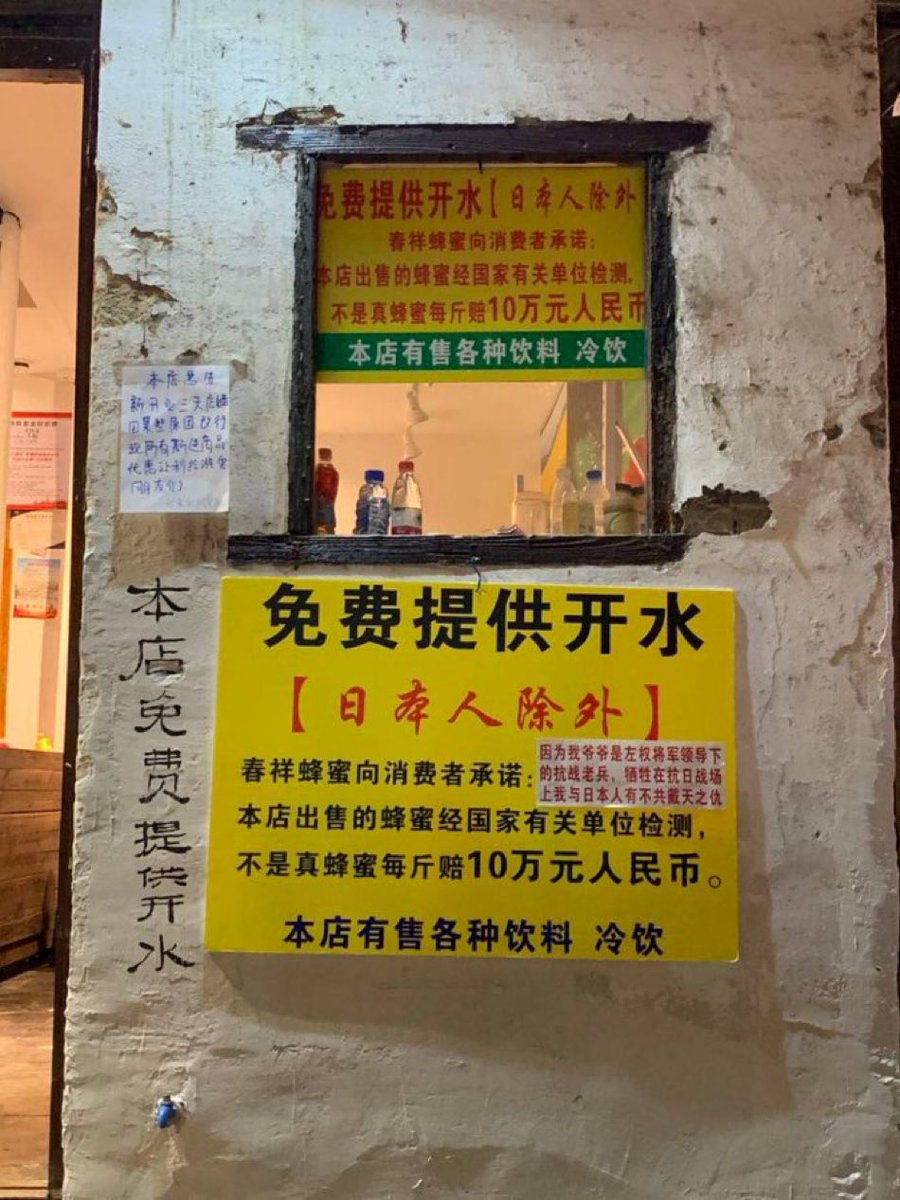 免费提供开水【日本人除外
春祥蜂蜜向消费者承诺：
本店出售的蜂蜜经国家有关单位检测，
不是真蜂蜜每斤赔10万元人民币
本店有售各种饮料 冷饮
新开业三天店铺
免费提供开水
【日本人除外】
春祥蜂蜜向消费者承诺：
因为我爷爷是左权将军领导下
的抗战老兵，牺牲在抗日战场
上我与日本人有不共戴天之仇
本店出售的蜂蜜经国家有关单位检测，
不是真蜂蜜每斤赔10万元人民币。
本店有售各种饮料 冷饮
本店免费提供开水